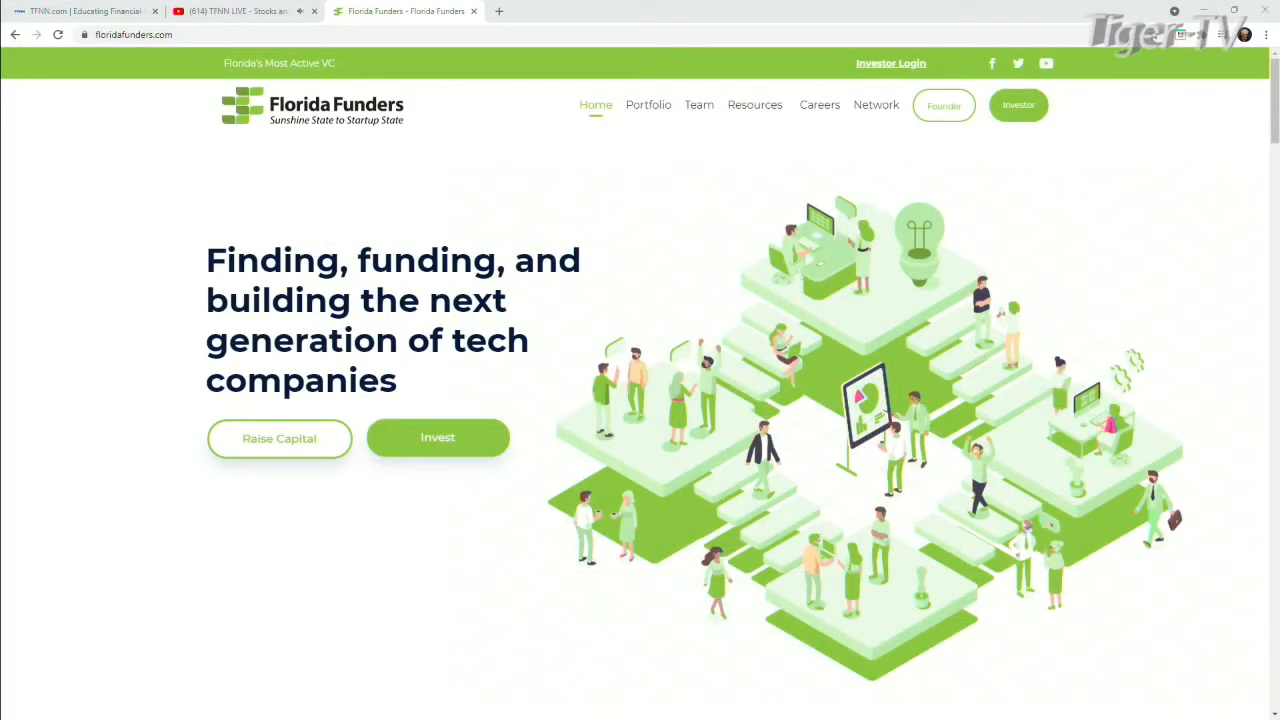 TFNN.com | Educating Financial
(614) TFNN LIVE - Stocks an
Florida Funders - Florida Funders
floridafunders.com
Tiger TV
Florida's Most Active VC
Investor Login
Florida Funders
Sunshine State to Startup State
Home
Portfolio
Team
Resources
Careers
Network
Founder
Investor
Finding, funding, and
building the next
generation of tech
companies
Raise Capital
Invest